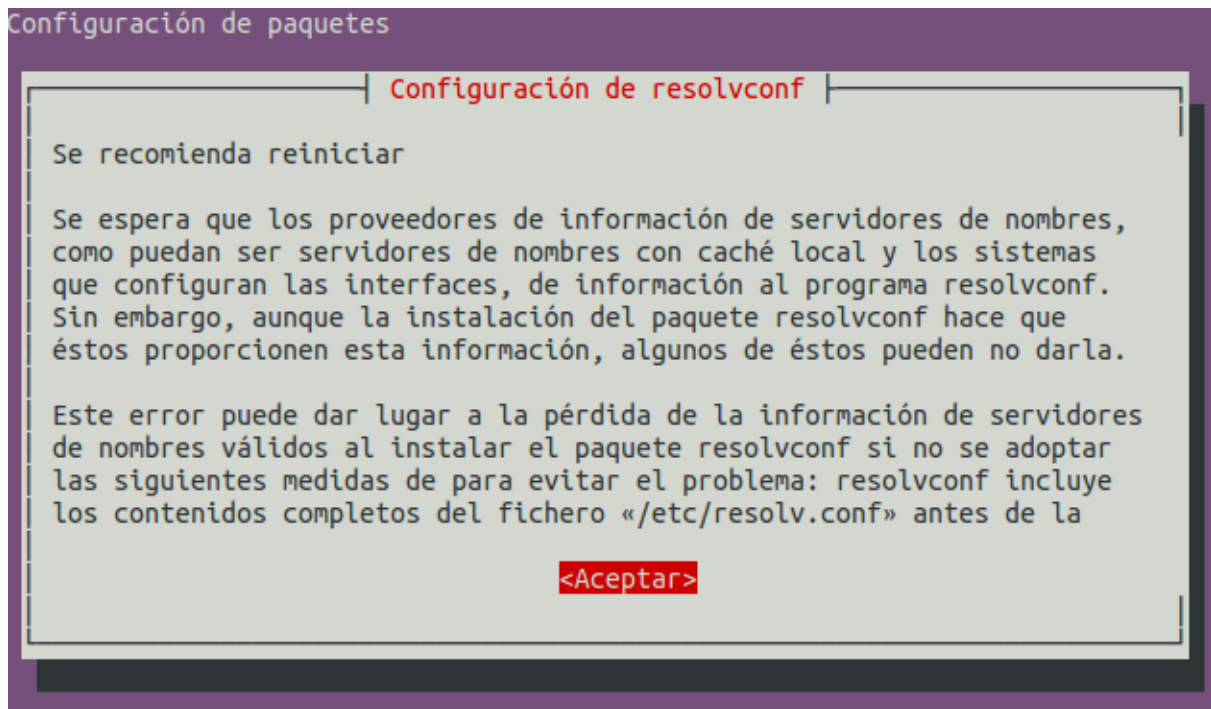 Configuración de paquetes
Configuración de resolvconf
Se recomienda reiniciar
Se espera que los proveedores de información de servidores de nombres,
como puedan ser servidores de nombres con caché local y los sistemas
que configuran las interfaces, de información al programa resolvconf.
Sin embargo, aunque la instalación del paquete resolvconf hace que
éstos proporcionen esta información, algunos de éstos pueden no darla.
Este error puede dar lugar a la pérdida de la información de servidores
de nombres válidos al instalar el paquete resolvconf si no se adoptar
las siguientes medidas de para evitar el problema: resolvconf incluye
los contenidos completos del fichero «/etc/resolv.conf» antes de la
<Aceptar>